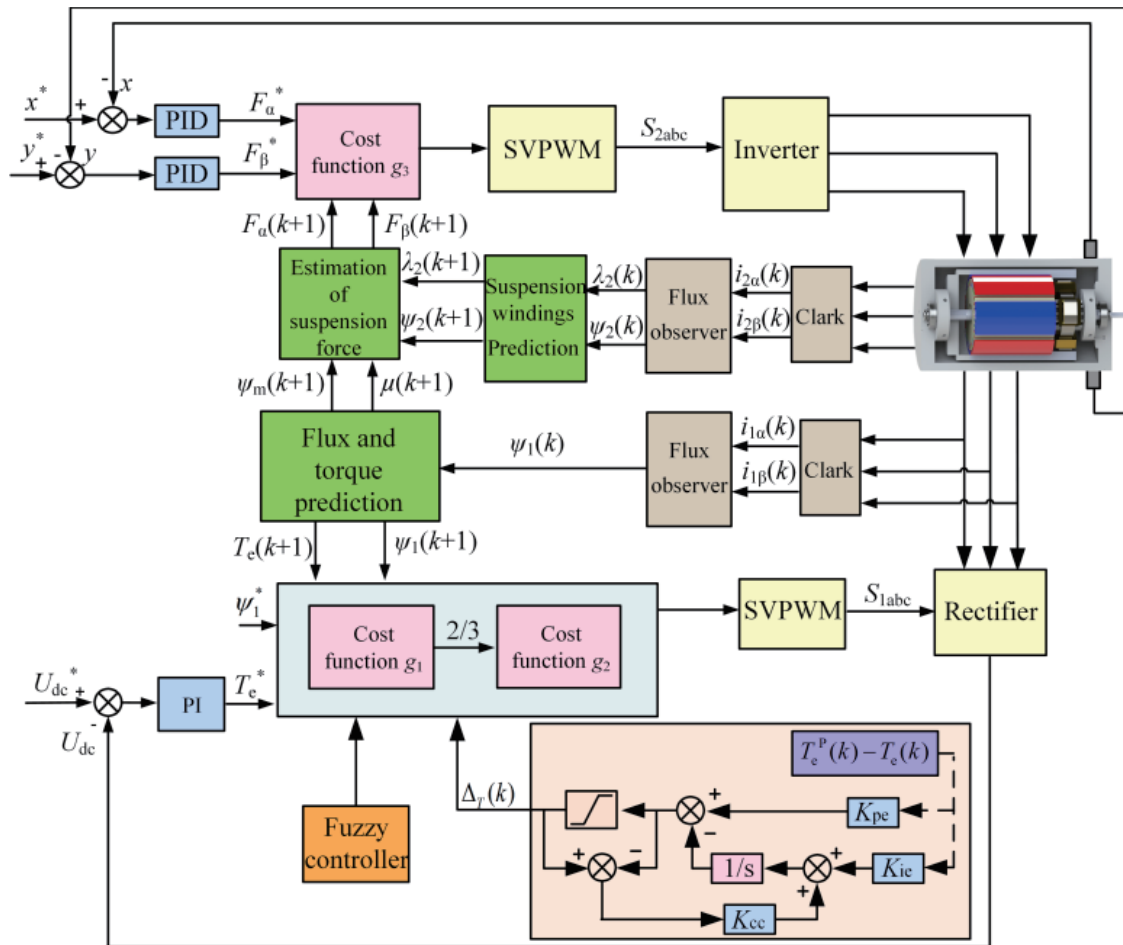 - x
x*
+
PID
Fα*
y*
+
-
y
PID
Fβ*
Cost
function g3
SVPWM
S2abc
Inverter
Fα(k+1)
Fβ(k+1)
Estimation
of
suspension
force
λ2(k+1)
ψ2(k+1)
Suspension
windings
Prediction
λ2(k)
ψ2(k)
Flux
observer
i2α(k)
i2β(k)
Clark
ψm(k+1)
μ(k+1)
Flux and
torque
prediction
ψ1(k)
Flux
observer
i1α(k)
i1β(k)
Clark
Te(k+1)
ψ1(k+1)
ψ1*
Cost
function g1
2/3
Cost
function g2
SVPWM
S1abc
Rectifier
Udc*
+
-
Udc
PI
Te*
Fuzzy
controller
ΔT(k)
TeP(k)−Te(k)
+
Kpe
−
+
−
1/s
+
+
Kie
Kcc